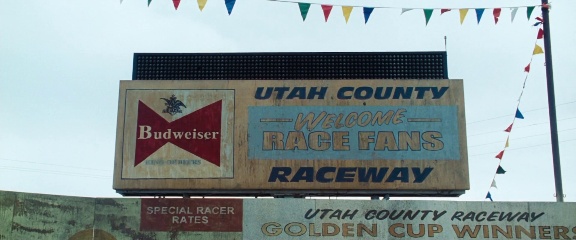 UTAH COUNTY
WELCOME
RACE FANS
RACEWAY
Budweiser
SPECIAL RACER
RATES
UTAH COUNTY RACEWAY
GOLDEN CUP WINNERS